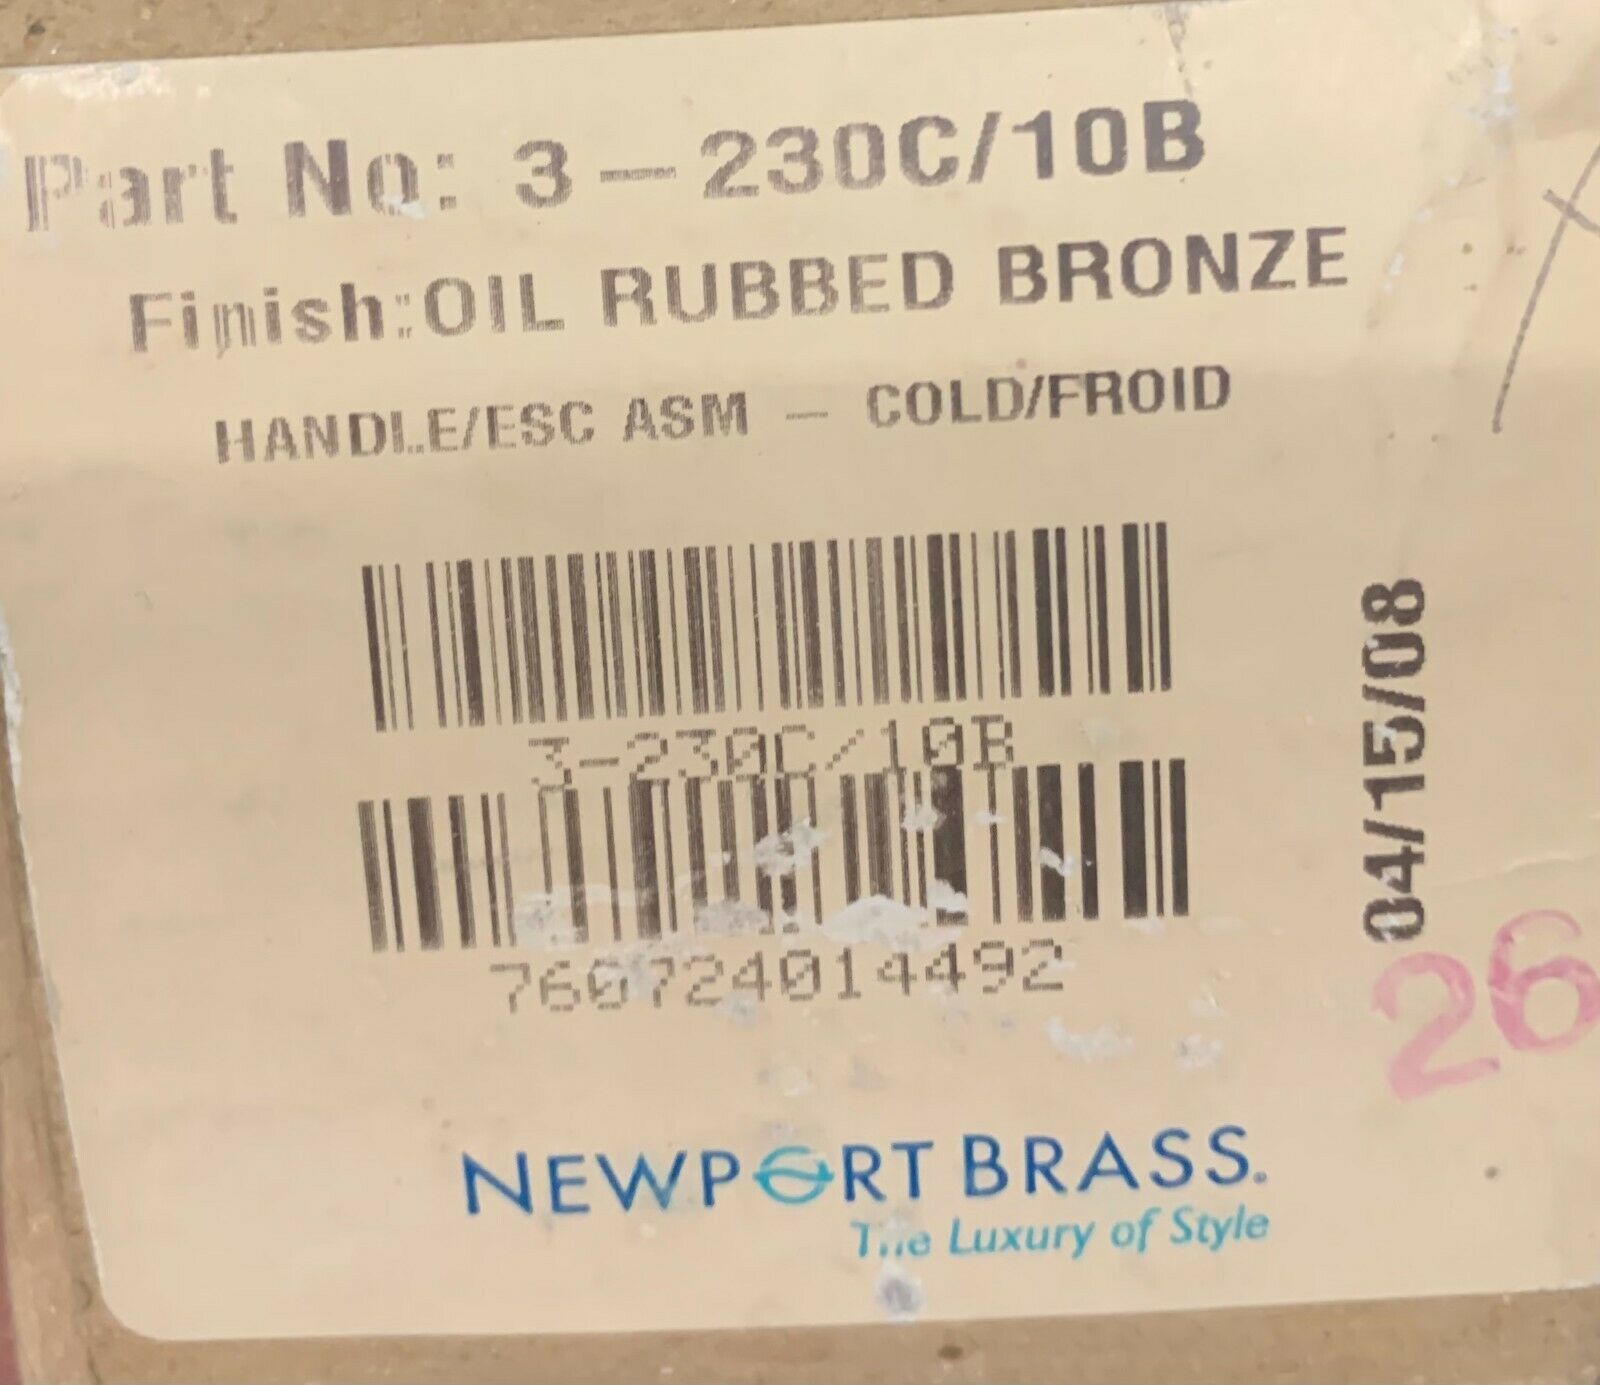 Part No: 3-230C/10B
Finish:OIL RUBBED BRONZE
HANDLE/ESC ASM - COLD/FROID
3-230C/10B
760724014492
04/15/08
26
NEWPORT BRASS.
The Luxury of Style